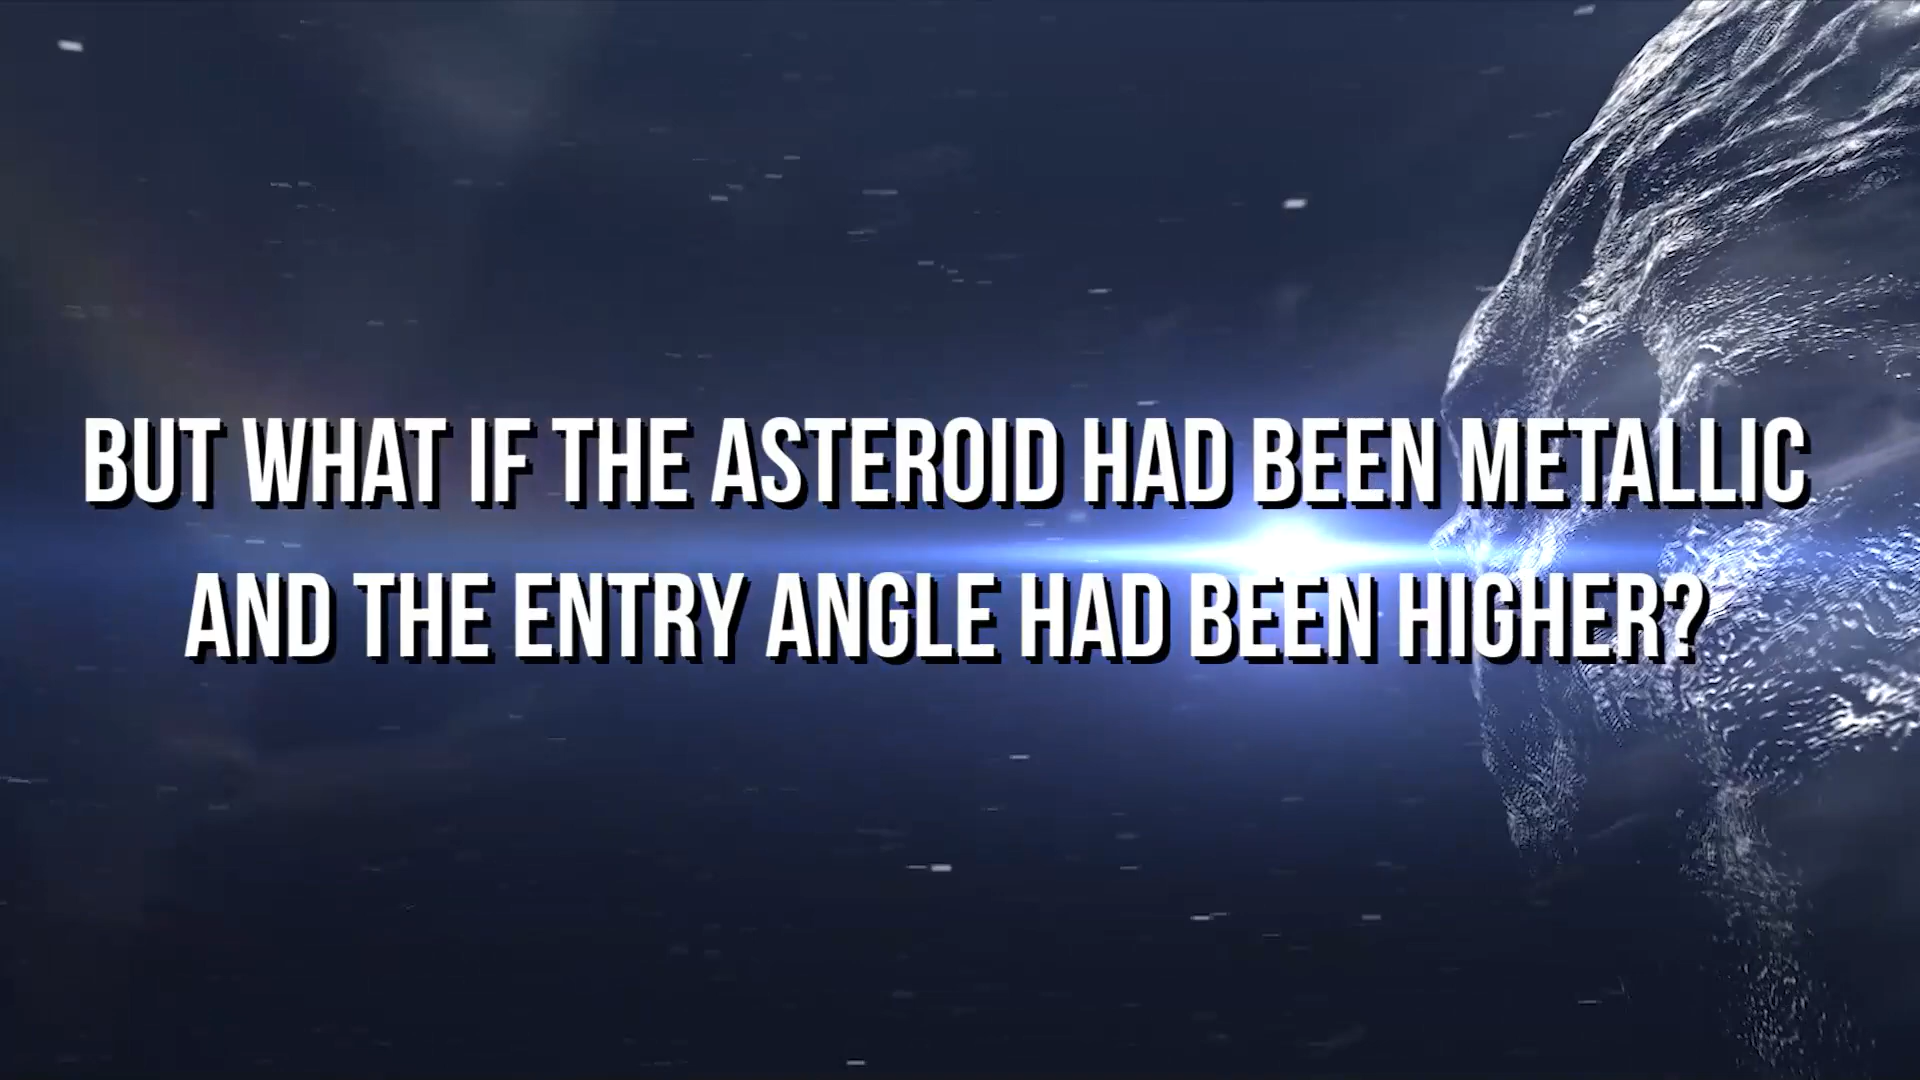 BUT WHAT IF THE ASTEROID HAD BEEN METALLIC
AND THE ENTRY ANGLE HAD BEEN HIGHER?